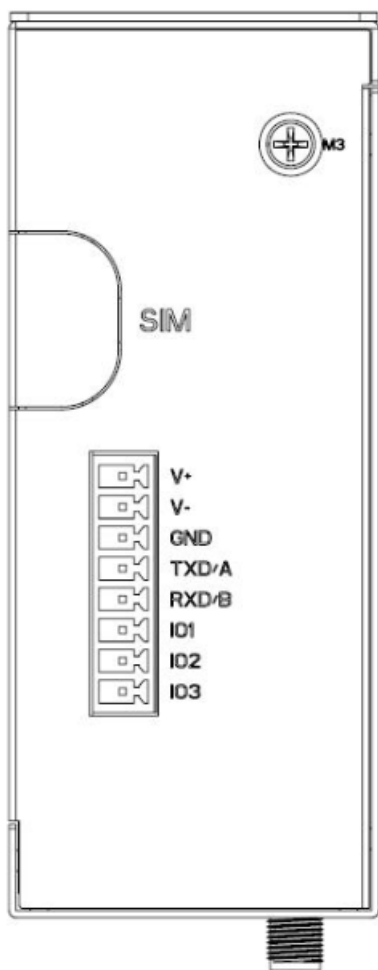 M3
SIM
V+
V-
GND
TXD/A
RXD/B
IO1
IO2
IO3